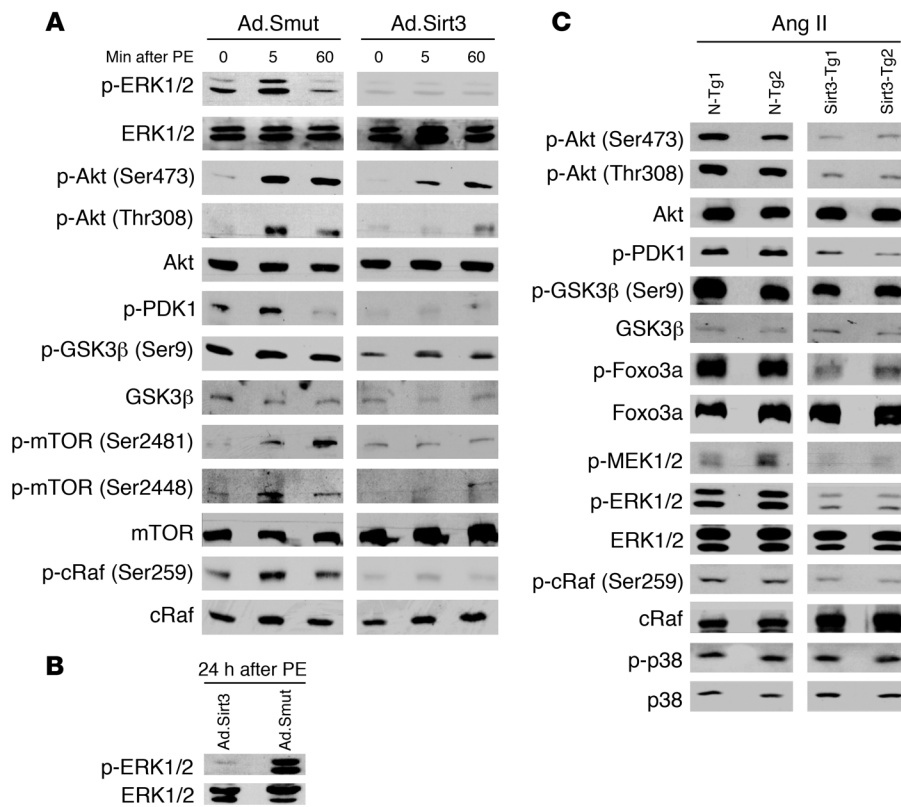 A
Ad.Smut Ad.Sirt3
Min after PE 0 5 60 0 5 60
p-ERK1/2
ERK1/2
p-Akt (Ser473)
p-Akt (Thr308)
Akt
p-PDK1
p-GSK3β (Ser9)
GSK3β
p-mTOR (Ser2481)
p-mTOR (Ser2448)
mTOR
p-cRaf (Ser259)
cRaf
B
24 h after PE
Ad.Sirt3 Ad.Smut
p-ERK1/2
ERK1/2
C
Ang II
N-Tg1 N-Tg2 Sirt3-Tg1 Sirt3-Tg2
p-Akt (Ser473)
p-Akt (Thr308)
Akt
p-PDK1
p-GSK3β (Ser9)
GSK3β
p-Foxo3a
Foxo3a
p-MEK1/2
p-ERK1/2
ERK1/2
p-cRaf (Ser259)
cRaf
p-p38
p38